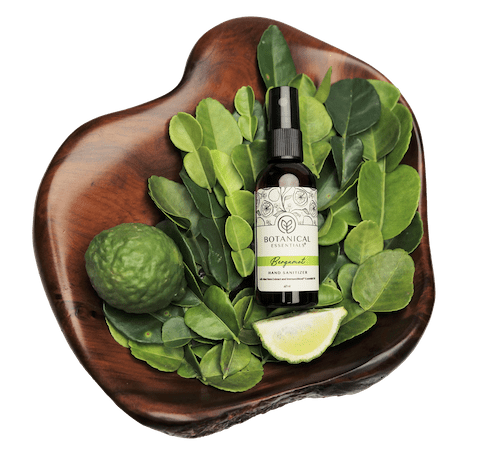 BOTANICAL
ESSENTIALS
Bergamot
HAND SANITIZER